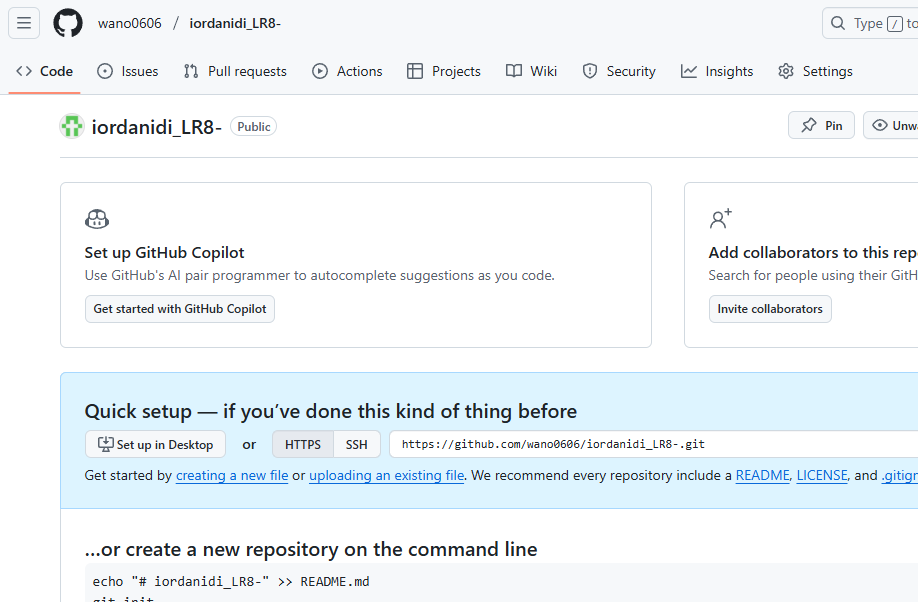 wano0606 / iordanidi_LR8-
Type / to
Code Issues Pull requests Actions Projects Wiki Security Insights Settings
iordanidi_LR8- Public
Pin
Set up GitHub Copilot
Use GitHub's AI pair programmer to autocomplete suggestions as you code.
Get started with GitHub Copilot
Add collaborators to this
Search for people using their
Invite collaborators
Quick setup — if you've done this kind of thing before
Set up in Desktop or HTTPS SSH https://github.com/wano0606/iordanidi_LR8-.git
Get started by creating a new file or uploading an existing file. We recommend every repository include a README, LICENSE, and
...or create a new repository on the command line
echo "# iordanidi_LR8-" >> README.md
git init